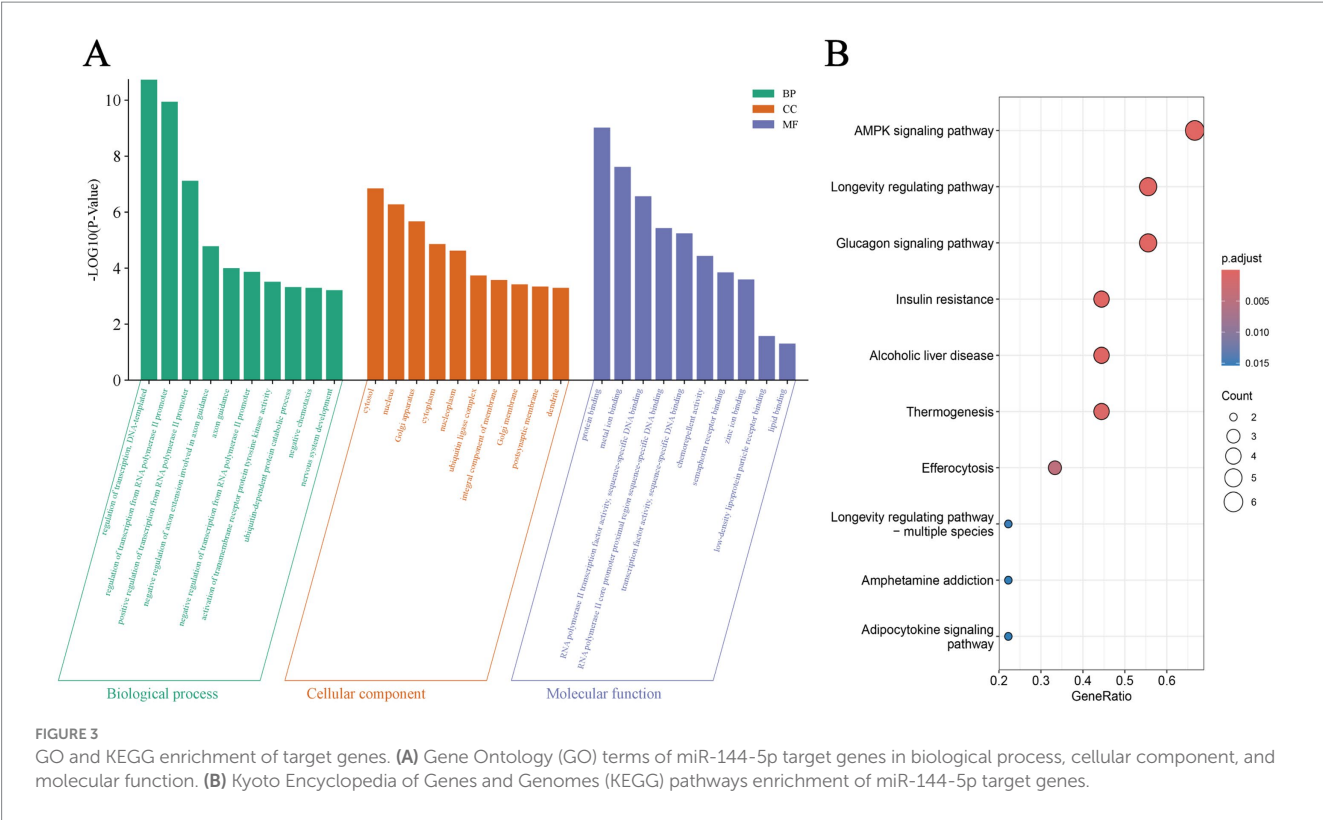 A
-LOG10(P-Value)
10
8
6
4
2
0
BP
CC
MF
regulation of transcription, DNA-templated
regulation of transcription from RNA polymerase II promoter
positive regulation of transcription from RNA polymerase II promoter
negative regulation of axon extension involved in axon guidance
axon guidance
negative regulation of transcription from RNA polymerase II promoter
activation of transmembrane receptor protein tyrosine kinase activity
ubiquitin-dependent protein catabolic process
negative chemotaxis
nervous system development
cytosol
nucleus
Golgi apparatus
cytoplasm
nucleoplasm
ubiquitin ligase complex
integral component of membrane
Golgi membrane
postsynaptic membrane
dendrite
protein binding
metal ion binding
RNA polymerase II transcription factor activity, sequence-specific DNA binding
RNA polymerase II core promoter proximal region sequence-specific DNA binding
transcription factor activity, sequence-specific DNA binding
chemorepellent activity
semaphorin receptor binding
zinc ion binding
low-density lipoprotein particle receptor binding
lipid binding
Biological process
Cellular component
Molecular function
B
AMPK signaling pathway
Longevity regulating pathway
Glucagon signaling pathway
Insulin resistance
Alcoholic liver disease
Thermogenesis
Efferocytosis
Longevity regulating pathway
− multiple species
Amphetamine addiction
Adipocytokine signaling
pathway
0.2 0.3 0.4 0.5 0.6
GeneRatio
p.adjust
0.005
0.010
0.015
Count
2
3
4
5
6
FIGURE 3
GO and KEGG enrichment of target genes. (A) Gene Ontology (GO) terms of miR-144-5p target genes in biological process, cellular component, and
molecular function. (B) Kyoto Encyclopedia of Genes and Genomes (KEGG) pathways enrichment of miR-144-5p target genes.